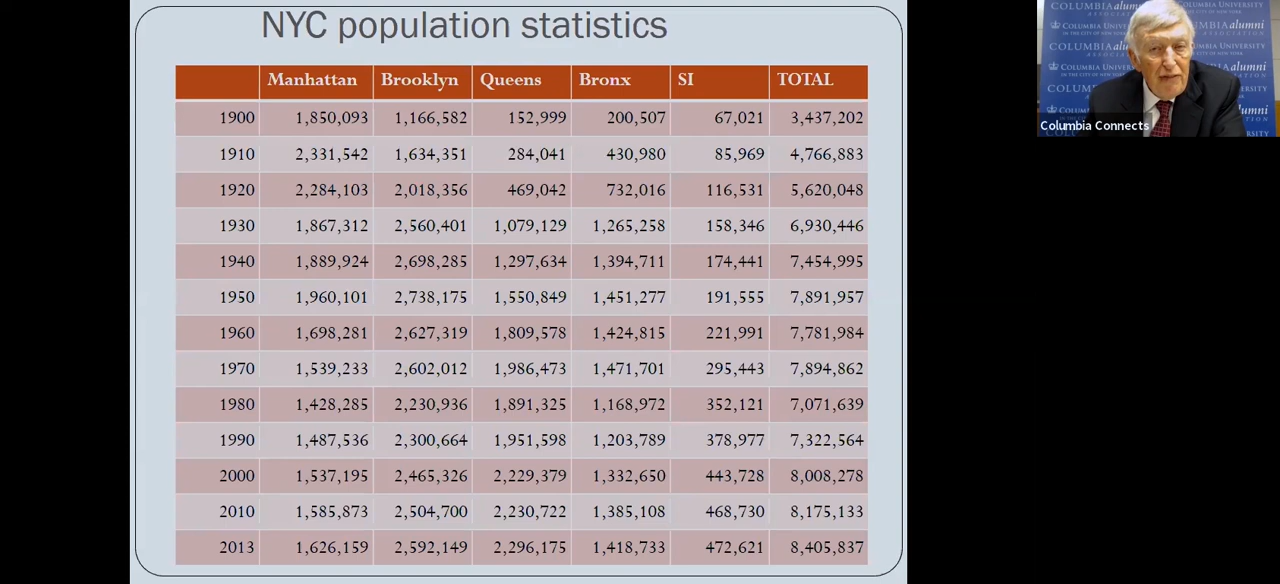 NYC population statistics
Manhattan Brooklyn Queens Bronx SI TOTAL
1900 1,850,093 1,166,582 152,999 200,507 67,021 3,437,202
1910 2,331,542 1,634,351 284,041 430,980 85,969 4,766,883
1920 2,284,103 2,018,356 469,042 732,016 116,531 5,620,048
1930 1,867,312 2,560,401 1,079,129 1,265,258 158,346 6,930,446
1940 1,889,924 2,698,285 1,297,634 1,394,711 174,441 7,454,995
1950 1,960,101 2,738,175 1,550,849 1,451,277 191,555 7,891,957
1960 1,698,281 2,627,319 1,809,578 1,424,815 221,991 7,781,984
1970 1,539,233 2,602,012 1,986,473 1,471,701 295,443 7,894,862
1980 1,428,285 2,230,936 1,891,325 1,168,972 352,121 7,071,639
1990 1,487,536 2,300,664 1,951,598 1,203,789 378,977 7,322,564
2000 1,537,195 2,465,326 2,229,379 1,332,650 443,728 8,008,278
2010 1,585,873 2,504,700 2,230,722 1,385,108 468,730 8,175,133
2013 1,626,159 2,592,149 2,296,175 1,418,733 472,621 8,405,837
COLUMBIA alumni COLUMBIA UNIVERSITY
COLUMBIA UNIVERSITY alumni
COLUMBIA
Columbia Connects